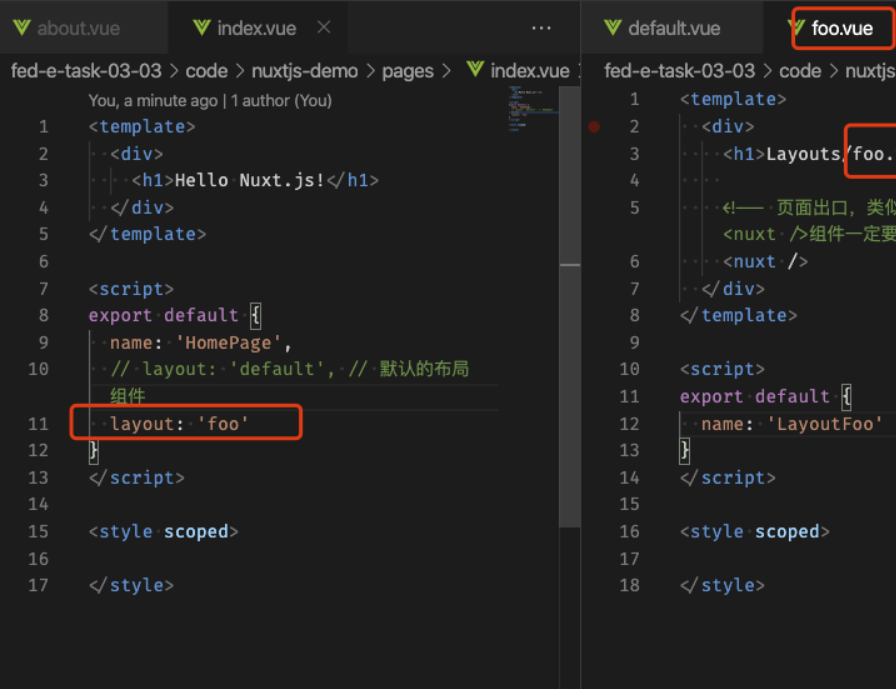 about.vue
index.vue
fed-e-task-03-03 > code > nuxtjs-demo > pages > index.vue
You, a minute ago | 1 author (You)
1 <template>
2 <div>
3 <h1>Hello Nuxt.js!</h1>
4 </div>
5 </template>
6
7 <script>
8 export default {
9 name: 'HomePage',
10 // layout: 'default', // 默认的布局
组件
11 layout: 'foo'
12 }
13 </script>
14
15 <style scoped>
16
17 </style>
default.vue
foo.vue
fed-e-task-03-03 > code > nuxtjs
1 <template>
2 <div>
3 <h1>Layouts/foo.
4
5 <!-- 页面出口，类似
<nuxt />组件一定要
6 <nuxt />
7 </div>
8 </template>
9
10 <script>
11 export default {
12 name: 'LayoutFoo'
13 }
14 </script>
15
16 <style scoped>
17
18 </style>